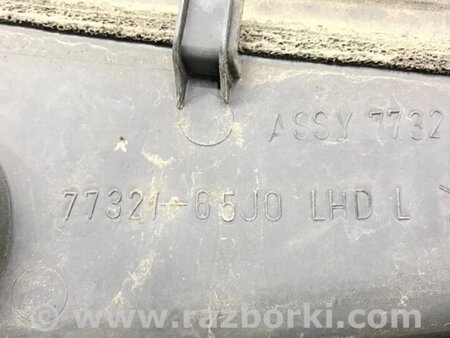 ASSY 7732
77321-65J0 LHD L
© www.razborki.com